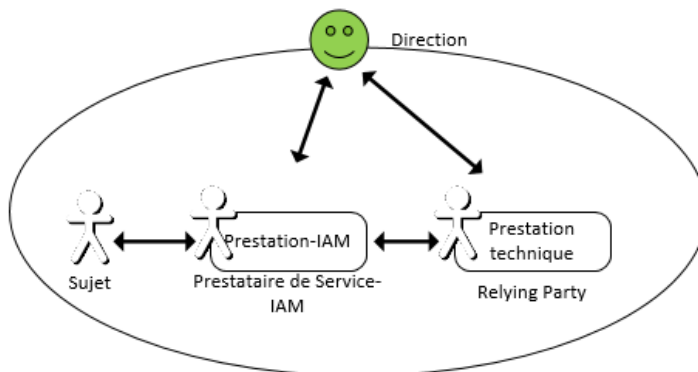 Direction
Prestation-IAM
Prestation
technique
Sujet
Prestataire de Service-
IAM
Relying Party